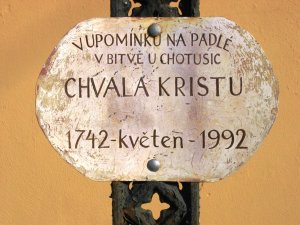 V UPOMÍNKU NA PADLÉ
V BITVĚ U CHOTUSIC
CHVÁLA KRISTU
1742-květen-1992